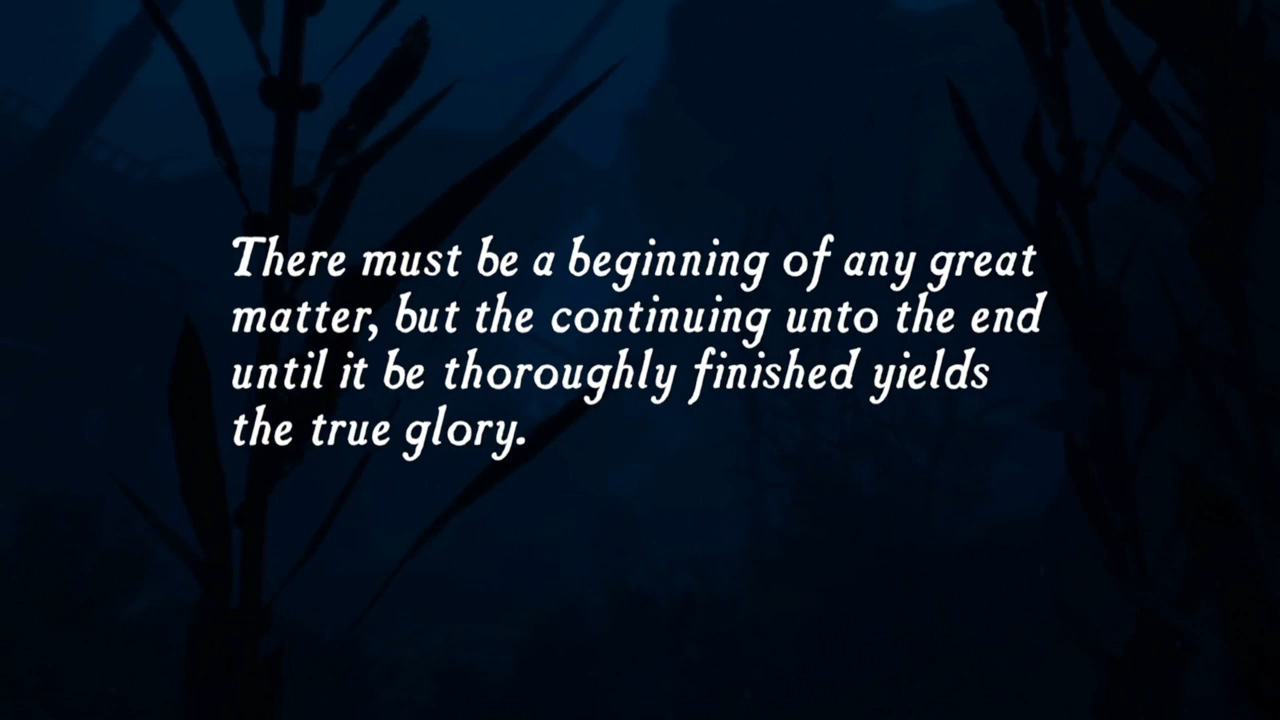 There must be a beginning of any great
matter, but the continuing unto the end
until it be thoroughly finished yields
the true glory.